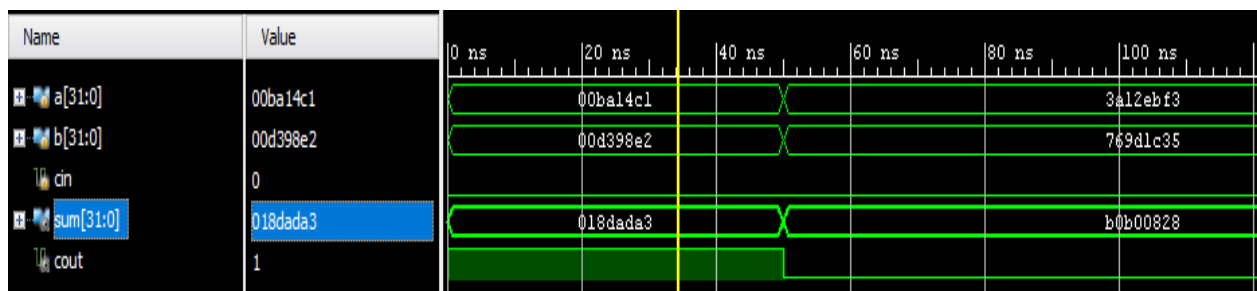 Name Value
|0 ns |20 ns |40 ns |60 ns |80 ns |100 ns
a[31:0] 00ba14c1 00ba14c1 3a12ebf3
b[31:0] 00d398e2 00d398e2 769d1c35
cin 0
sum[31:0] 018dada3 018dada3 b0b00828
cout 1